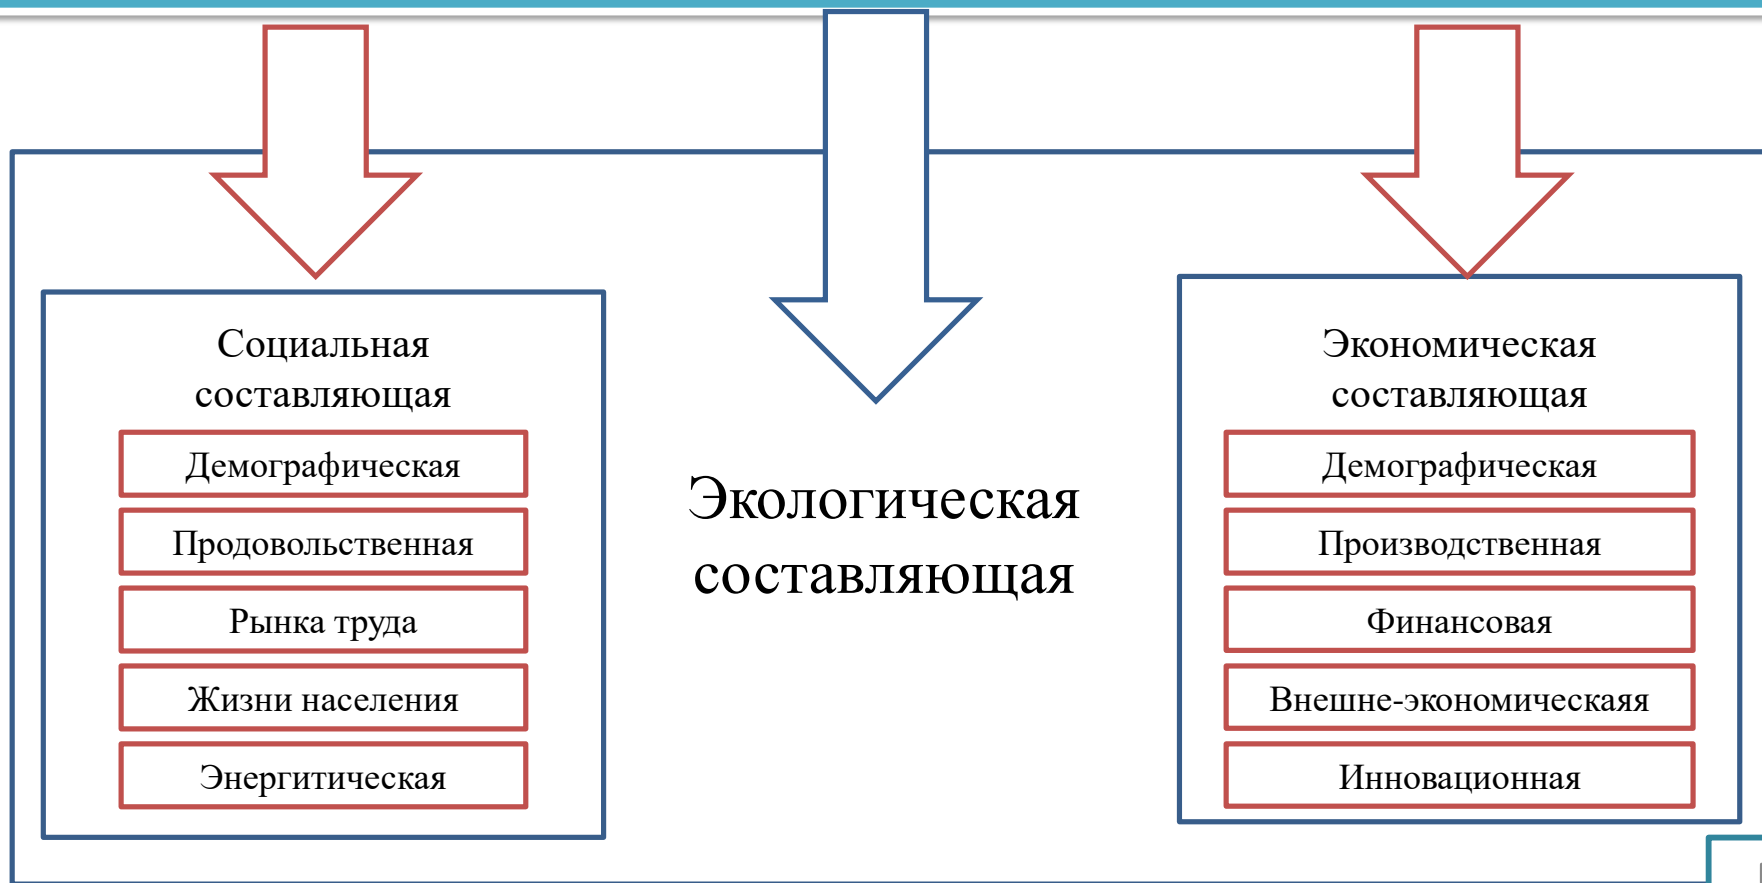 Социальная
составляющая
Демографическая
Продовольственная
Рынка труда
Жизни населения
Энергитическая
Экологическая
составляющая
Экономическая
составляющая
Демографическая
Производственная
Финансовая
Внешне-экономическаяя
Инновационная